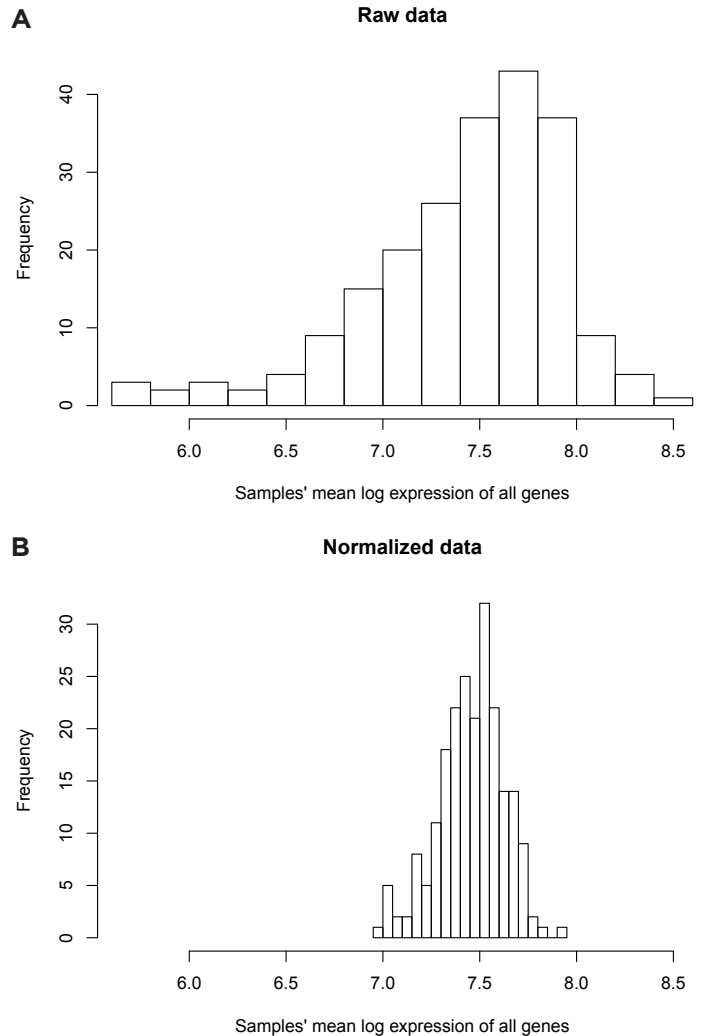 A
Raw data
Frequency
0 10 20 30 40
6.0 6.5 7.0 7.5 8.0 8.5
Samples' mean log expression of all genes
B
Normalized data
Frequency
0 5 10 15 20 25 30
6.0 6.5 7.0 7.5 8.0 8.5
Samples' mean log expression of all genes